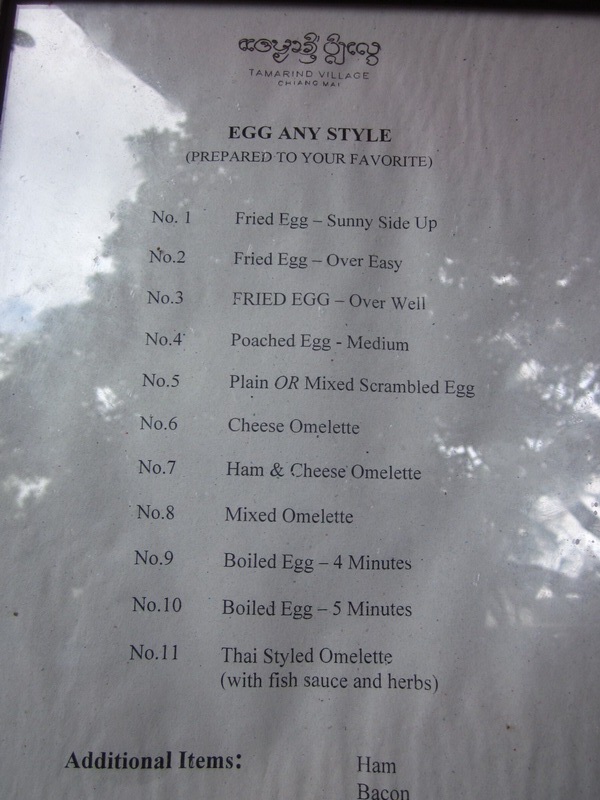 TAMARIND VILLAGE
CHIANG MAI
EGG ANY STYLE
(PREPARED TO YOUR FAVORITE)
No. 1 Fried Egg – Sunny Side Up
No.2 Fried Egg – Over Easy
No.3 FRIED EGG – Over Well
No.4 Poached Egg - Medium
No.5 Plain OR Mixed Scrambled Egg
No.6 Cheese Omelette
No.7 Ham & Cheese Omelette
No.8 Mixed Omelette
No.9 Boiled Egg – 4 Minutes
No.10 Boiled Egg – 5 Minutes
No.11 Thai Styled Omelette
(with fish sauce and herbs)
Additional Items: Ham
Bacon